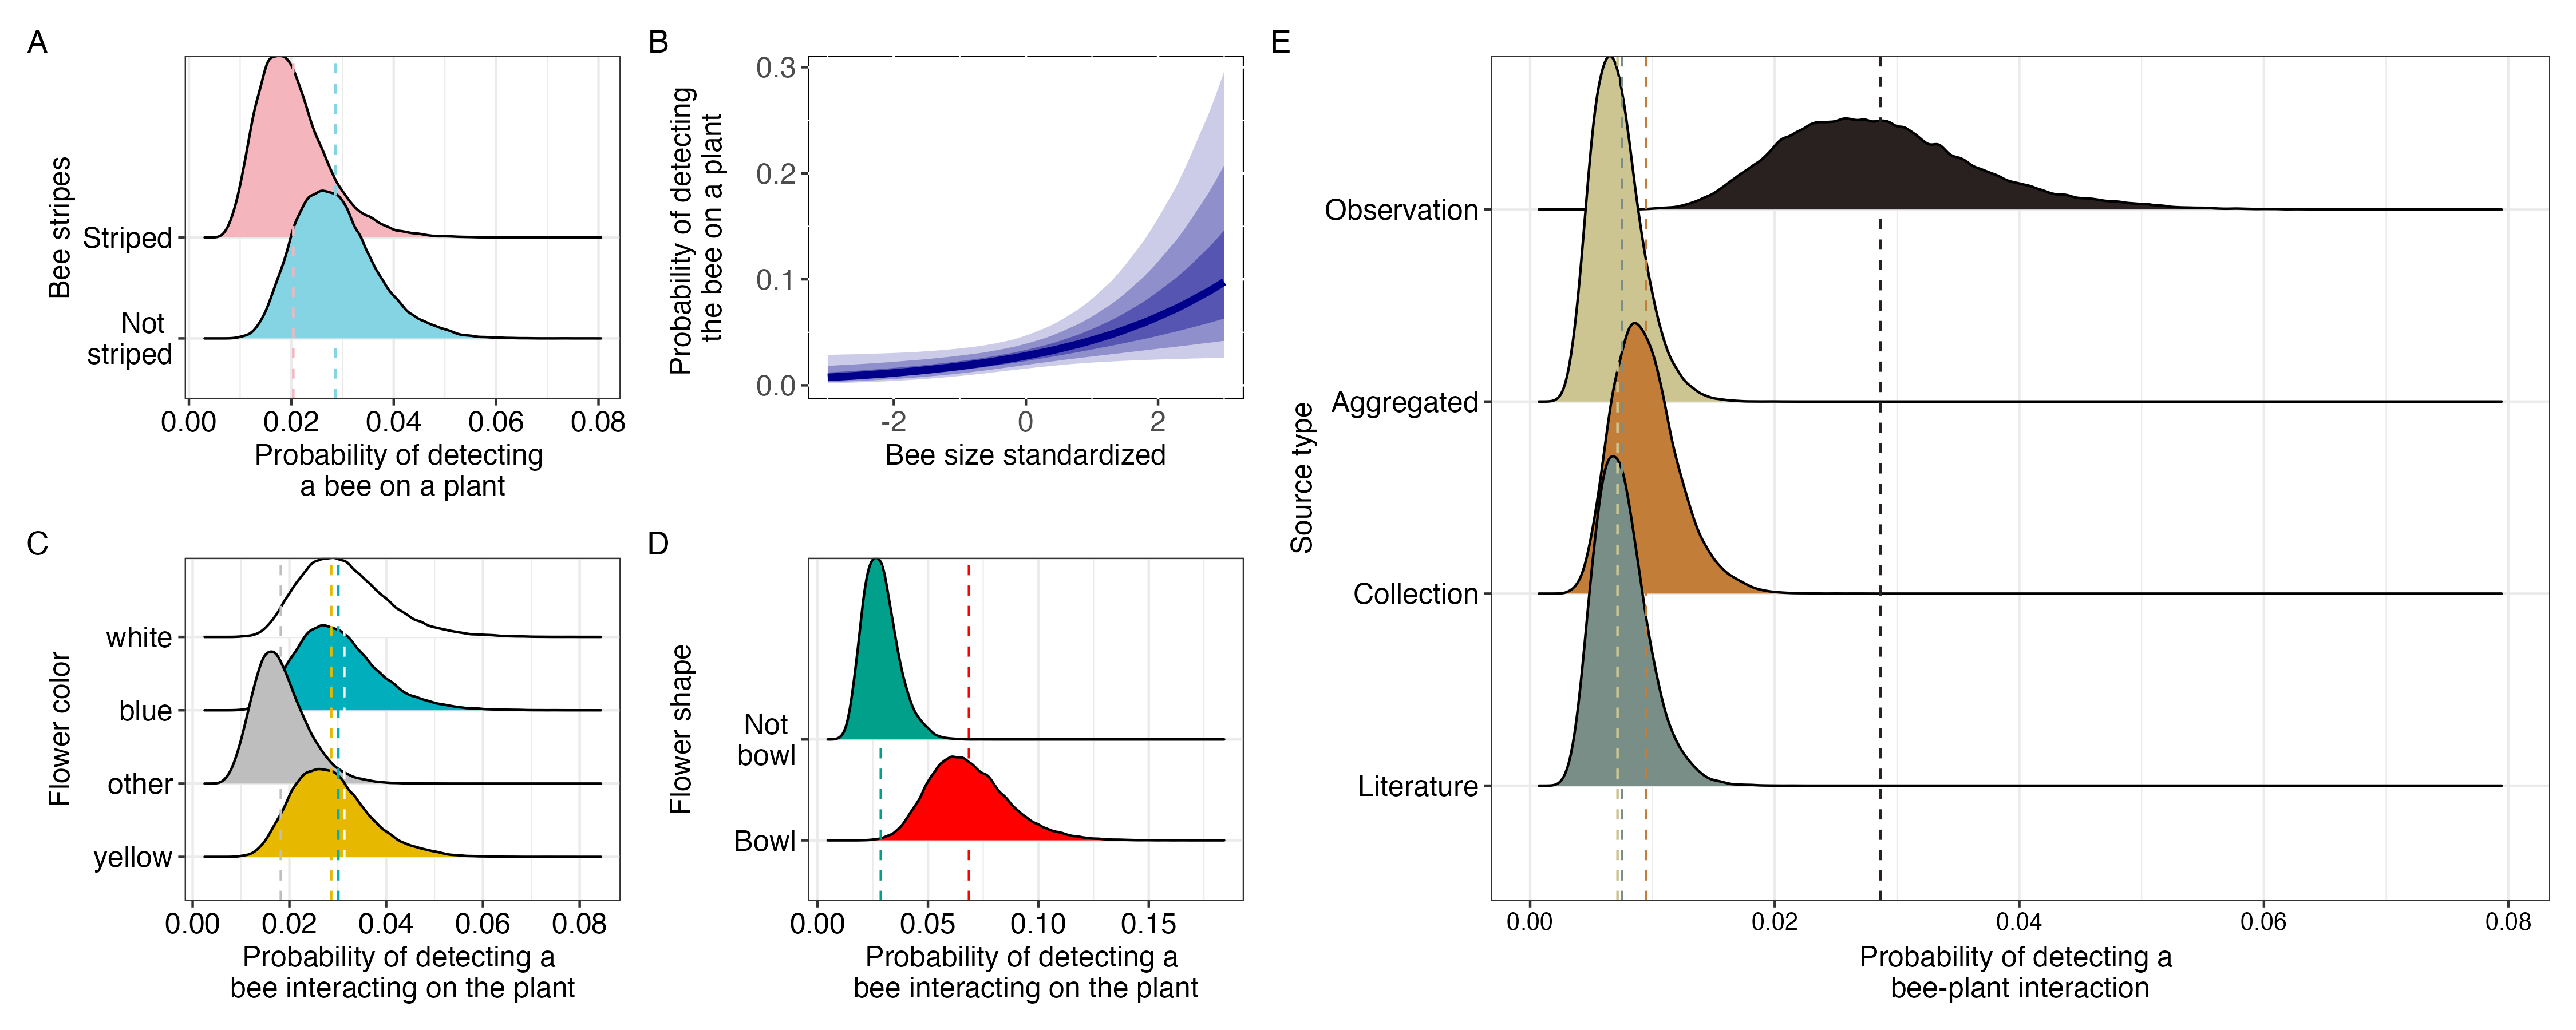 A
Bee stripes
Striped
Not
striped
0.00 0.02 0.04 0.06 0.08
Probability of detecting
a bee on a plant
B
Probability of detecting
the bee on a plant
0.3
0.2
0.1
0.0
-2 0 2
Bee size standardized
C
Flower color
white
blue
other
yellow
0.00 0.02 0.04 0.06 0.08
Probability of detecting a
bee interacting on the plant
D
Flower shape
Not
bowl
Bowl
0.00 0.05 0.10 0.15
Probability of detecting a
bee interacting on the plant
E
Source type
Observation
Aggregated
Collection
Literature
0.00 0.02 0.04 0.06 0.08
Probability of detecting a
bee-plant interaction